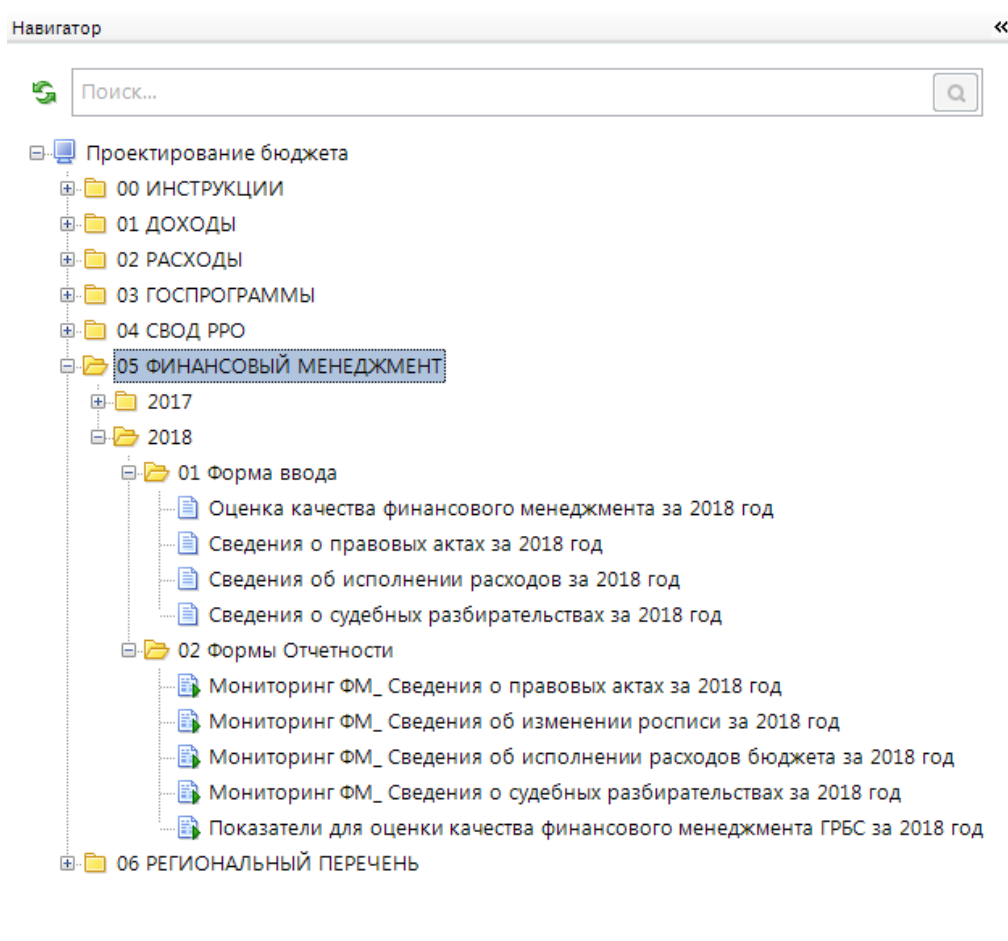 Навигатор
Поиск...
Проектирование бюджета
00 ИНСТРУКЦИИ
01 ДОХОДЫ
02 РАСХОДЫ
03 ГОСПРОГРАММЫ
04 СВОД РРО
05 ФИНАНСОВЫЙ МЕНЕДЖМЕНТ
2017
2018
01 Форма ввода
Оценка качества финансового менеджмента за 2018 год
Сведения о правовых актах за 2018 год
Сведения об исполнении расходов за 2018 год
Сведения о судебных разбирательствах за 2018 год
02 Формы Отчетности
Мониторинг ФМ_ Сведения о правовых актах за 2018 год
Мониторинг ФМ_ Сведения об изменении росписи за 2018 год
Мониторинг ФМ_ Сведения об исполнении расходов бюджета за 2018 год
Мониторинг ФМ_ Сведения о судебных разбирательствах за 2018 год
Показатели для оценки качества финансового менеджмента ГРБС за 2018 год
06 РЕГИОНАЛЬНЫЙ ПЕРЕЧЕНЬ